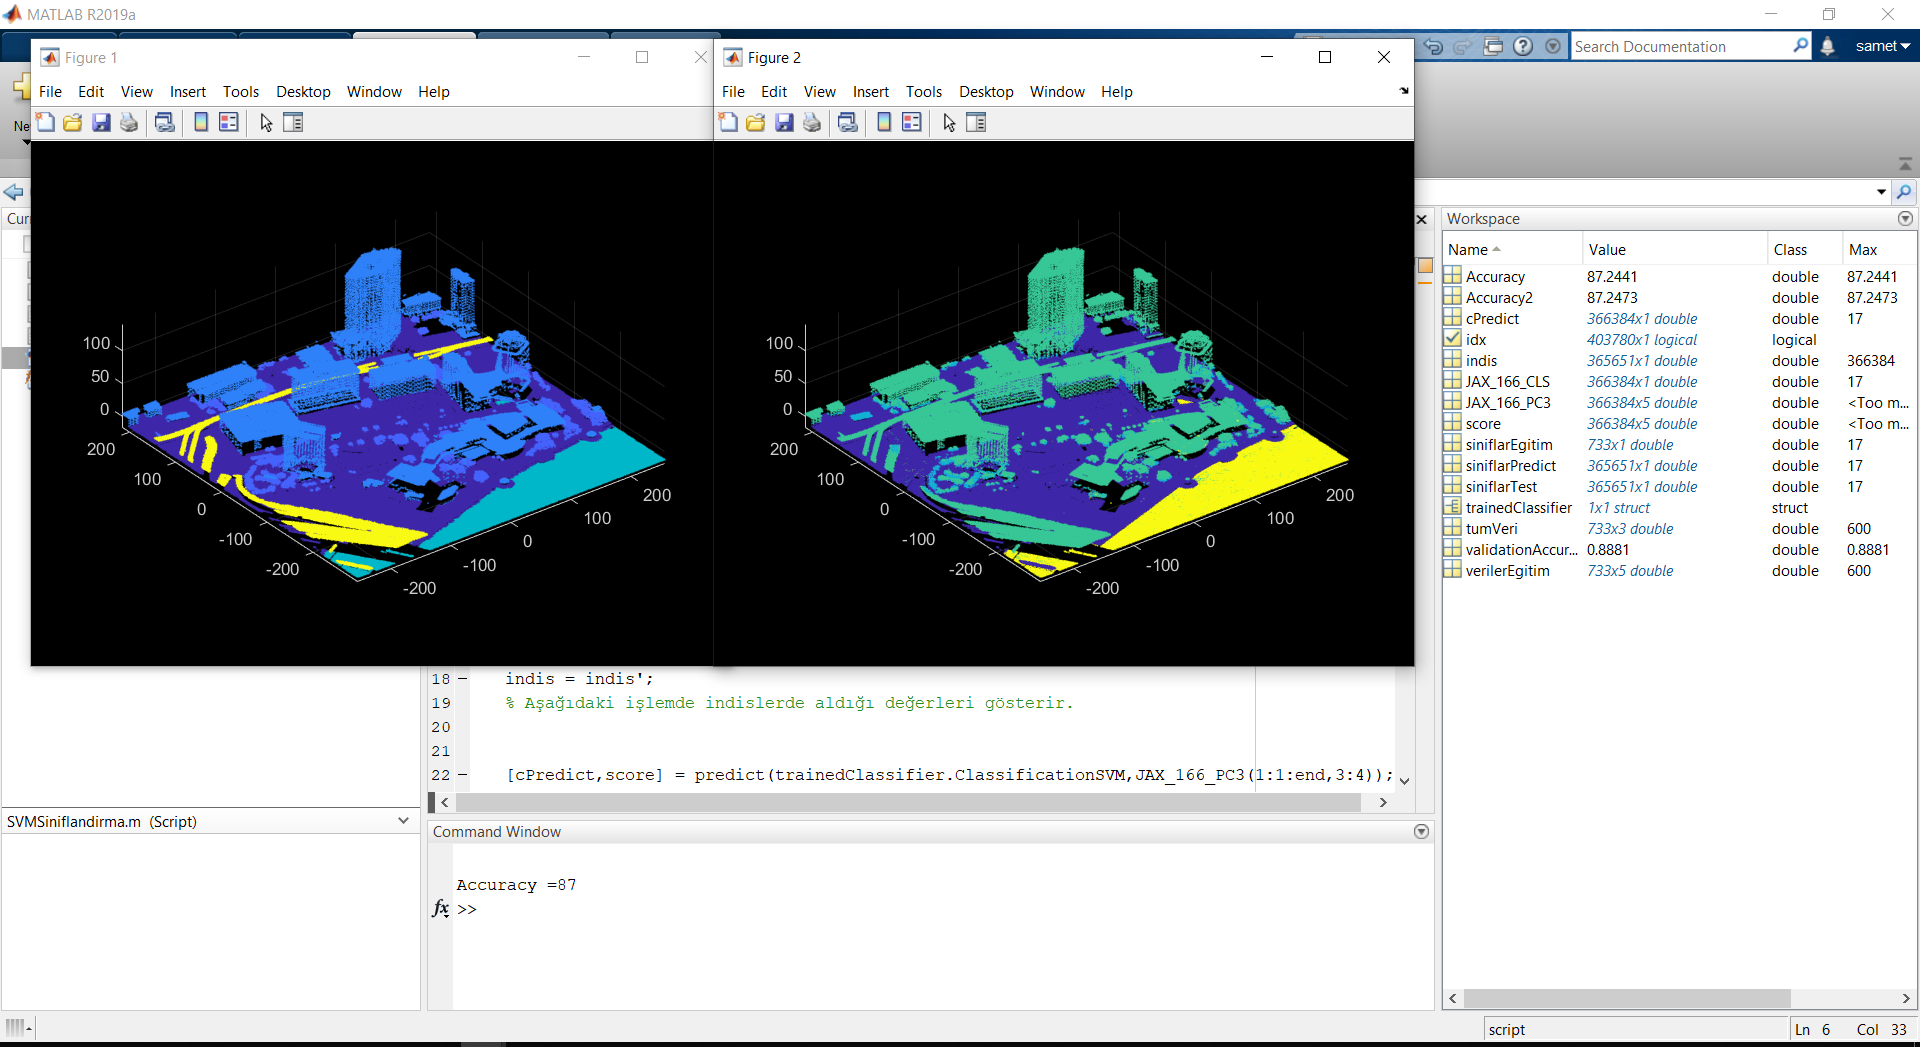 MATLAB R2019a
Search Documentation
samet
Figure 1
File Edit View Insert Tools Desktop Window Help
100
50
0
200
100
0
-100
-200
200
100
0
-100
-200
Figure 2
File Edit View Insert Tools Desktop Window Help
100
50
0
200
100
0
-100
-200
200
100
0
-100
-200
18 –    indis = indis';
19    % Aşağıdaki işlemde indislerde aldığı değerleri gösterir.
20
21
22 –    [cPredict,score] = predict(trainedClassifier.ClassificationSVM,JAX_166_PC3(1:1:end,3:4));
SVMSiniflandirma.m (Script)
Command Window
Accuracy =87
fx >>
Workspace
Name Value Class Max
Accuracy 87.2441 double 87.2441
Accuracy2 87.2473 double 87.2473
cPredict 366384x1 double double 17
idx 403780x1 logical logical
indis 365651x1 double double 366384
JAX_166_CLS 366384x1 double double 17
JAX_166_PC3 366384x5 double double <Too m...
score 366384x5 double double <Too m...
siniflarEgitim 733x1 double double 17
siniflarPredict 365651x1 double double 17
siniflarTest 365651x1 double double 17
trainedClassifier 1x1 struct struct
tumVeri 733x3 double double 600
validationAccur... 0.8881 double 0.8881
verilerEgitim 733x5 double double 600
script
Ln 6 Col 33